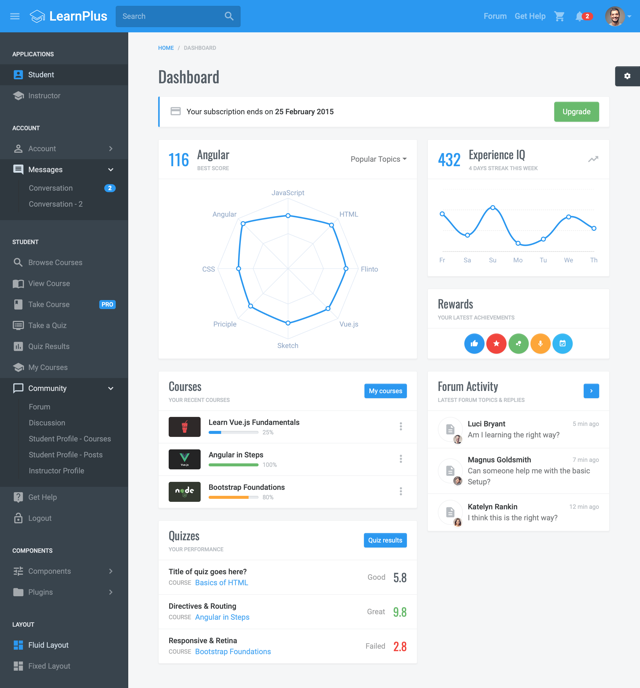 LearnPlus
Search
Forum
Get Help
2
APPLICATIONS
Student
Instructor
ACCOUNT
Account
Messages
Conversation
2
Conversation - 2
STUDENT
Browse Courses
View Course
Take Course
PRO
Take a Quiz
Quiz Results
My Courses
Community
Forum
Discussion
Student Profile - Courses
Student Profile - Posts
Instructor Profile
Get Help
Logout
COMPONENTS
Components
Plugins
LAYOUT
Fluid Layout
Fixed Layout
HOME / DASHBOARD
Dashboard
Your subscription ends on 25 February 2015
Upgrade
116
Angular
BEST SCORE
Popular Topics
JavaScript
HTML
Flinto
Vue.js
Sketch
Priciple
CSS
Angular
432
Experience IQ
4 DAYS STREAK THIS WEEK
Fr Sa Su Mo Tu We Th
Rewards
YOUR LATEST ACHIEVEMENTS
Courses
YOUR RECENT COURSES
My courses
Learn Vue.js Fundamentals
25%
Angular in Steps
100%
Bootstrap Foundations
80%
Forum Activity
LATEST FORUM TOPICS & REPLIES
Luci Bryant
5 min ago
Am I learning the right way?
Magnus Goldsmith
7 min ago
Can someone help me with the basic
Setup?
Katelyn Rankin
12 min ago
I think this is the right way?
Quizzes
YOUR PERFORMANCE
Quiz results
Title of quiz goes here?
COURSE Basics of HTML
Good 5.8
Directives & Routing
COURSE Angular in Steps
Great 9.8
Responsive & Retina
COURSE Bootstrap Foundations
Failed 2.8